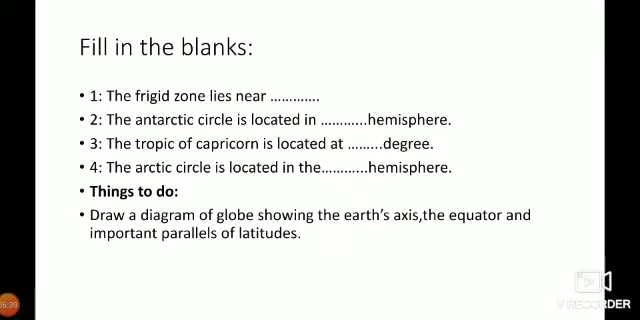 Fill in the blanks:
• 1: The frigid zone lies near ………….
• 2: The antarctic circle is located in ………...hemisphere.
• 3: The tropic of capricorn is located at ……...degree.
• 4: The arctic circle is located in the………...hemisphere.
• Things to do:
• Draw a diagram of globe showing the earth’s axis,the equator and
important parallels of latitudes.
06:39
V RECORDER